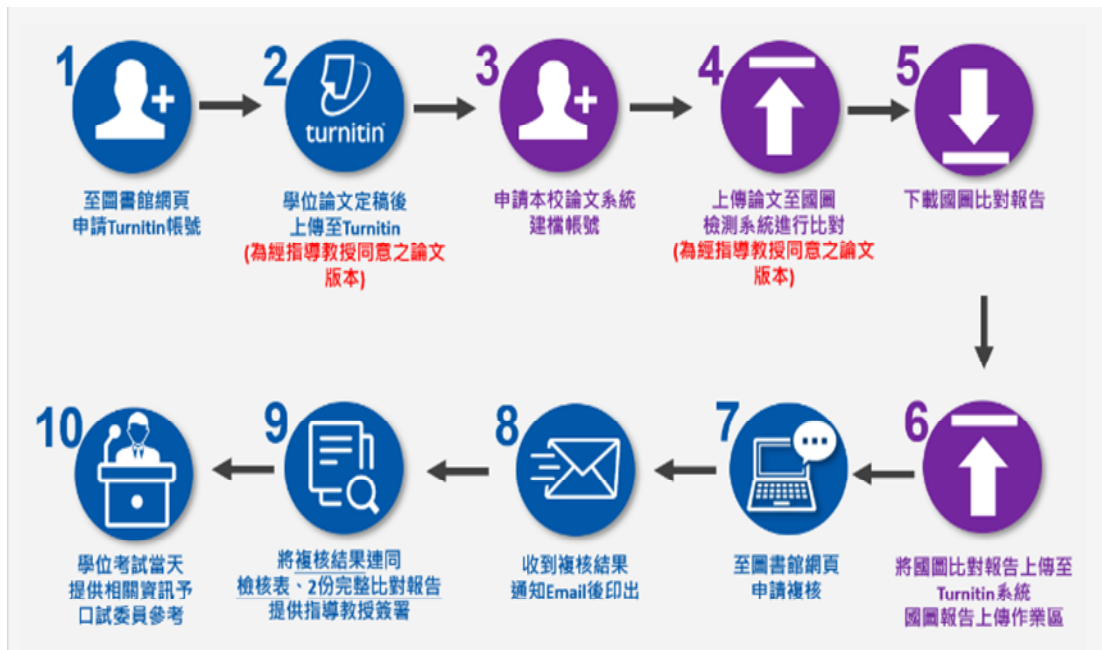 1
至圖書館網頁
申請Turnitin帳號
2
turnitin
學位論文定稿後
上傳至Turnitin
(為經指導教授同意之論文
版本)
3
申請本校論文系統
建檔帳號
4
上傳論文至國圖
檢測系統進行比對
(為經指導教授同意之論文
版本)
5
下載國圖比對報告
6
將國圖比對報告上傳至
Turnitin系統
國圖報告上傳作業區
7
至圖書館網頁
申請複核
8
收到複核結果
通知Email後印出
9
將複核結果連同
檢核表、2份完整比對報告
提供指導教授簽署
10
學位考試當天
提供相關資訊予
口試委員參考